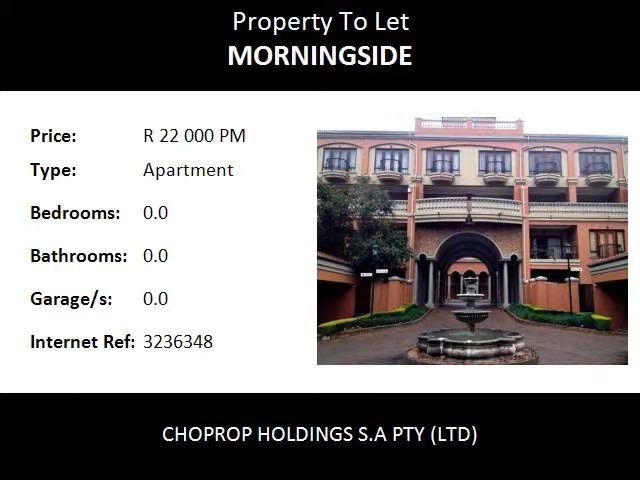 Property To Let
MORNINGSIDE
Price: R 22 000 PM
Type: Apartment
Bedrooms: 0.0
Bathrooms: 0.0
Garage/s: 0.0
Internet Ref: 3236348
CHOPROP HOLDINGS S.A PTY (LTD)